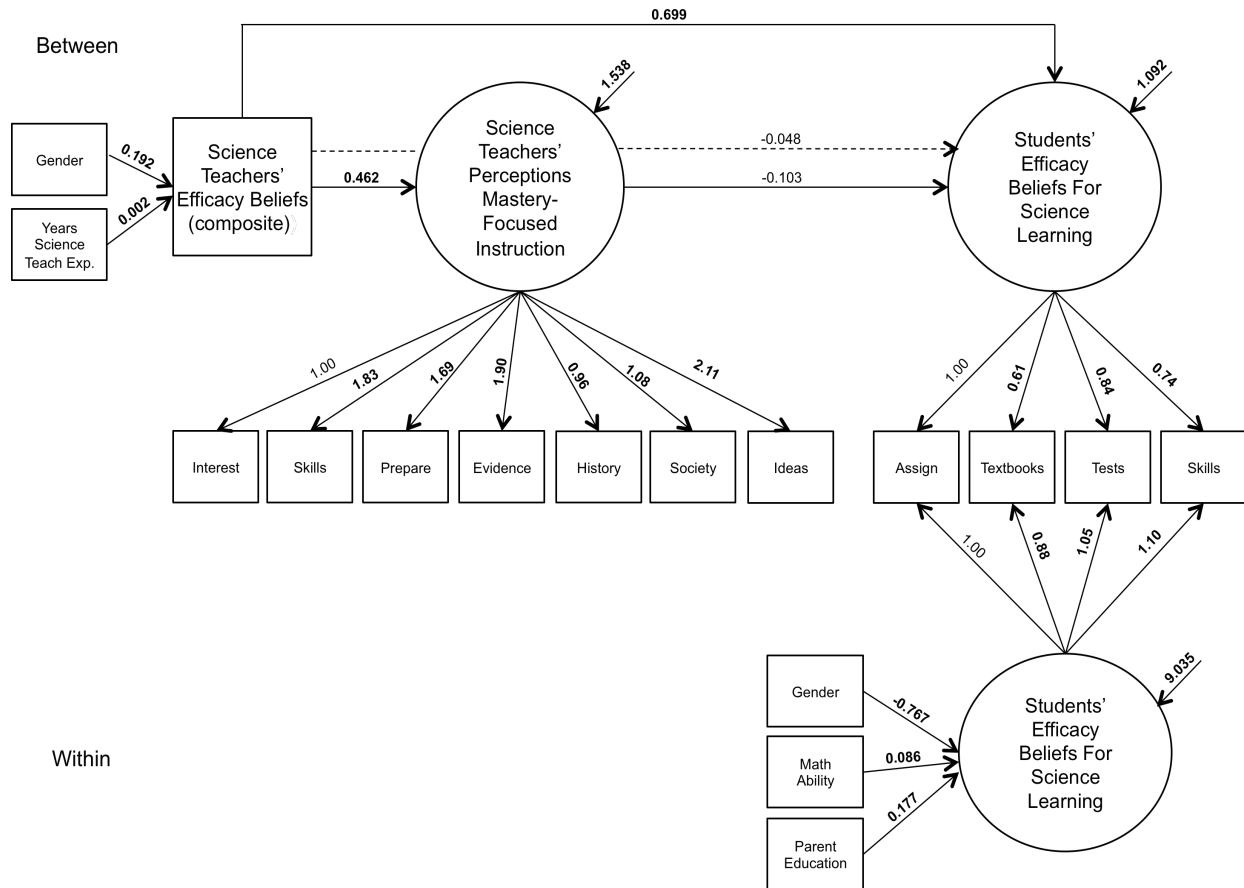 0.699
Between
1.538
1.092
Gender
0.192
Years
Science
Teach Exp.
0.002
Science
Teachers'
Efficacy Beliefs
(composite)
0.462
Science
Teachers'
Perceptions
Mastery-
Focused
Instruction
-0.048
-0.103
Students'
Efficacy
Beliefs For
Science
Learning
1.00
1.83
1.69
1.90
0.96
1.08
2.11
1.00
0.61
0.84
0.74
Interest
Skills
Prepare
Evidence
History
Society
Ideas
Assign
Textbooks
Tests
Skills
1.00
0.88
1.05
1.10
Within
Gender
-0.767
Math
Ability
0.086
Parent
Education
0.177
9.035
Students'
Efficacy
Beliefs For
Science
Learning